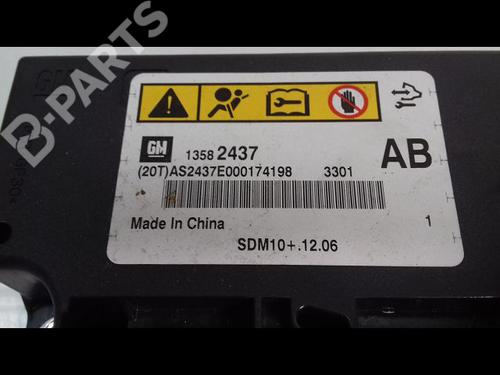 B-PARTS
GM 1358 2437 AB
(20T)AS2437E000174198 3301
Made In China 1
SDM10+.12.06